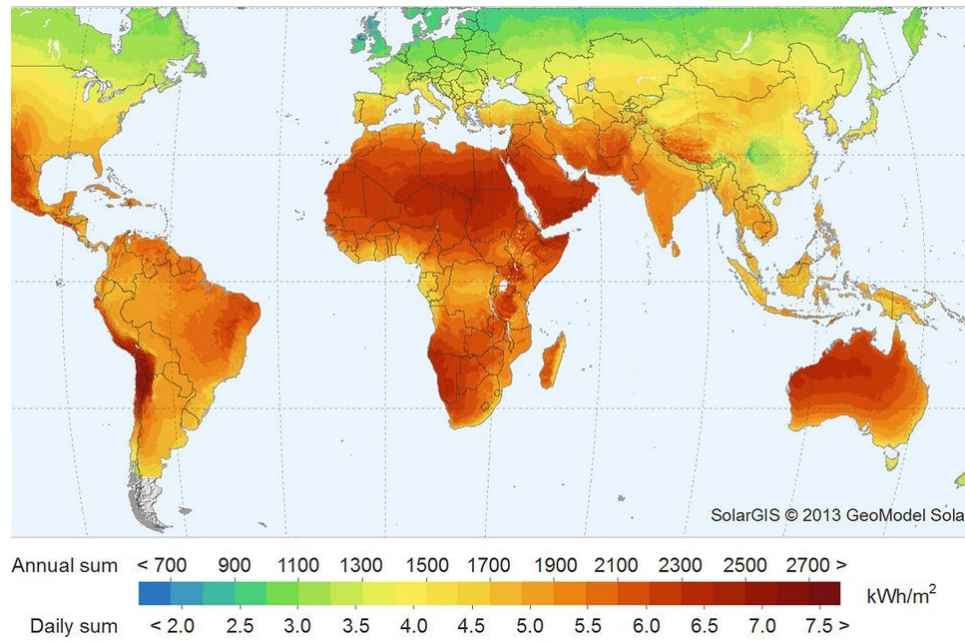 SolarGIS © 2013 GeoModel Sola
Annual sum < 700 900 1100 1300 1500 1700 1900 2100 2300 2500 2700 >
kWh/m²
Daily sum < 2.0 2.5 3.0 3.5 4.0 4.5 5.0 5.5 6.0 6.5 7.0 7.5 >